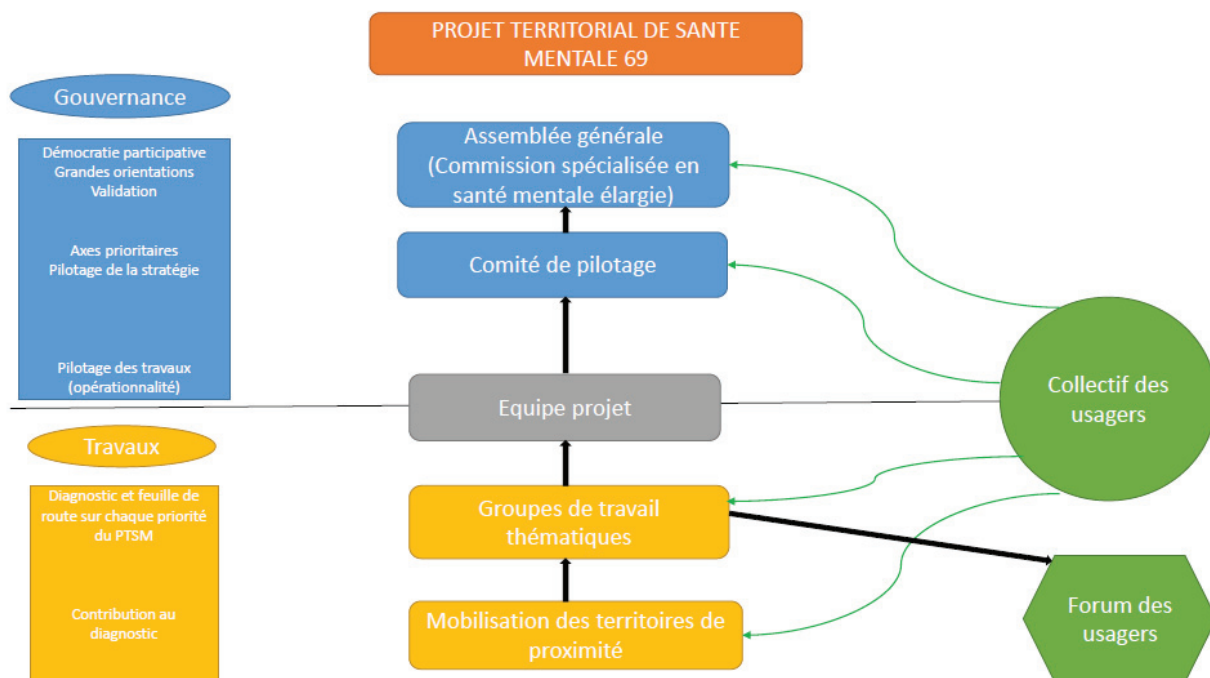 PROJET TERRITORIAL DE SANTE
MENTALE 69
Gouvernance
Démocratie participative
Grandes orientations
Validation
Axes prioritaires
Pilotage de la stratégie
Pilotage des travaux
(opérationnalité)
Assemblée générale
(Commission spécialisée en
santé mentale élargie)
Comité de pilotage
Equipe projet
Collectif des
usagers
Travaux
Diagnostic et feuille de
route sur chaque priorité
du PTSM
Contribution au
diagnostic
Groupes de travail
thématiques
Mobilisation des territoires de
proximité
Forum des
usagers